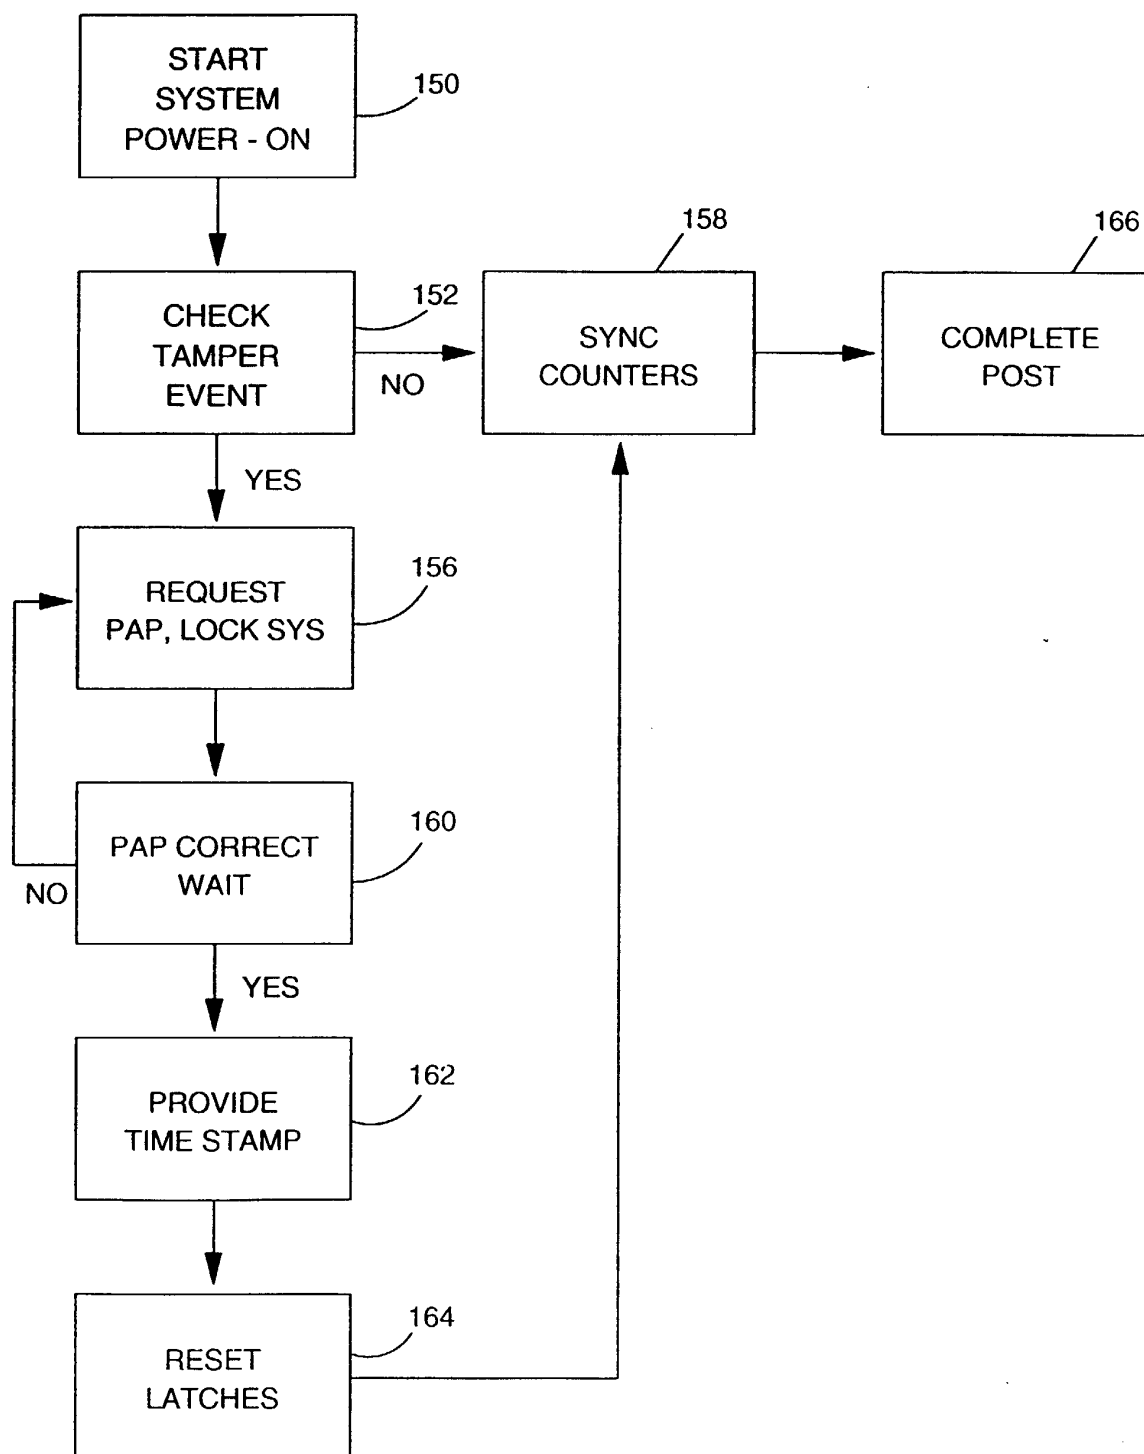 START
SYSTEM
POWER - ON
150
158
166
CHECK
TAMPER
EVENT
152
NO
SYNC
COUNTERS
COMPLETE
POST
YES
REQUEST
PAP, LOCK SYS
156
PAP CORRECT
WAIT
160
NO
YES
PROVIDE
TIME STAMP
162
RESET
LATCHES
164